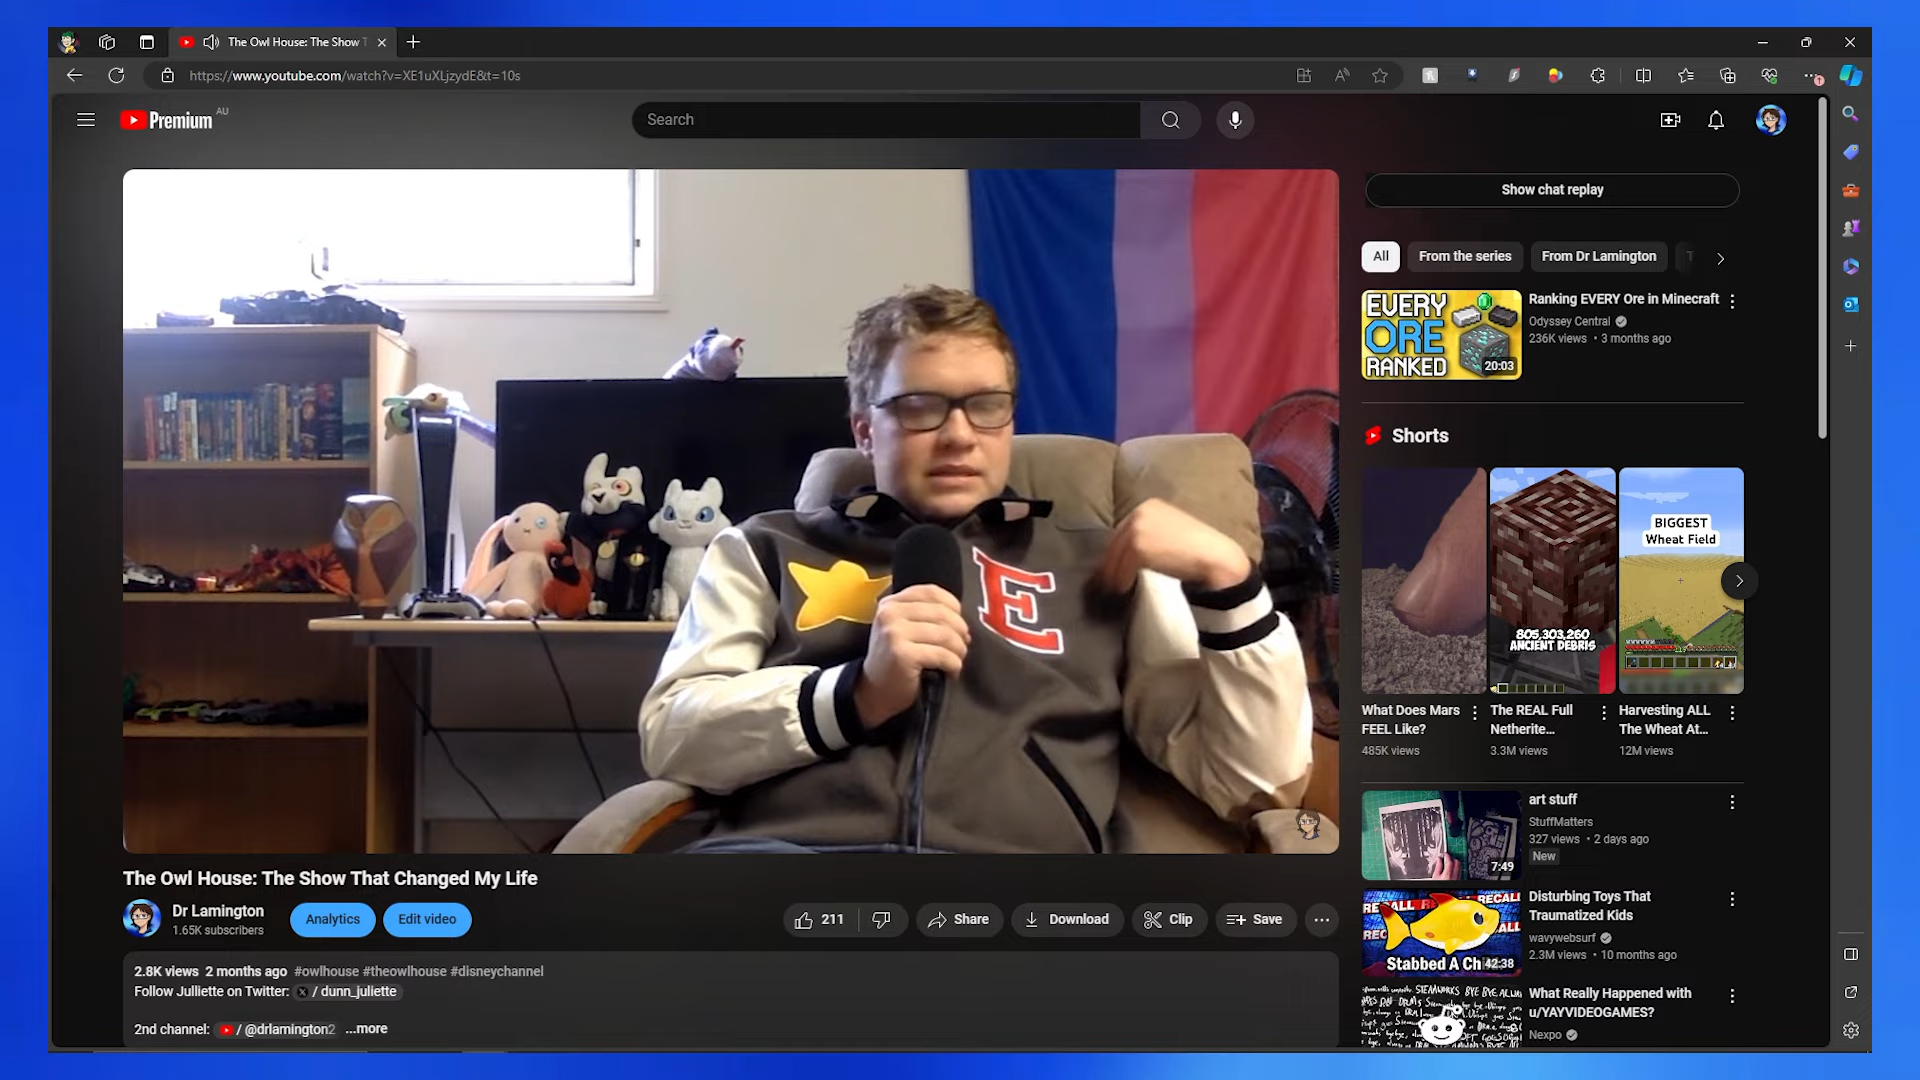 The Owl House: The Show T
https://www.youtube.com/watch?v=XE1uXLjzydE&t=10s
Premium AU
Search
Show chat replay
All
From the series
From Dr Lamington
EVERY
ORE
RANKED
20:03
Ranking EVERY Ore in Minecraft
Odyssey Central
236K views • 3 months ago
Shorts
E
805,303,260
ANCIENT DEBRIS
BIGGEST
Wheat Field
What Does Mars
FEEL Like?
485K views
The REAL Full
Netherite...
3.3M views
Harvesting ALL
The Wheat At...
12M views
7:49
art stuff
StuffMatters
327 views • 2 days ago
New
The Owl House: The Show That Changed My Life
Dr Lamington
1.65K subscribers
Analytics
Edit video
211
Share
Download
Clip
Save
RECALL
Stabbed A Ch
42:38
Disturbing Toys That
Traumatized Kids
wavywebsurf
2.3M views • 10 months ago
2.8K views 2 months ago #owlhouse #theowlhouse #disneychannel
Follow Julliette on Twitter: X / dunn_juliette
2nd channel: / @drlamington2 ...more
What Really Happened with
u/YAYVIDEOGAMES?
Nexpo